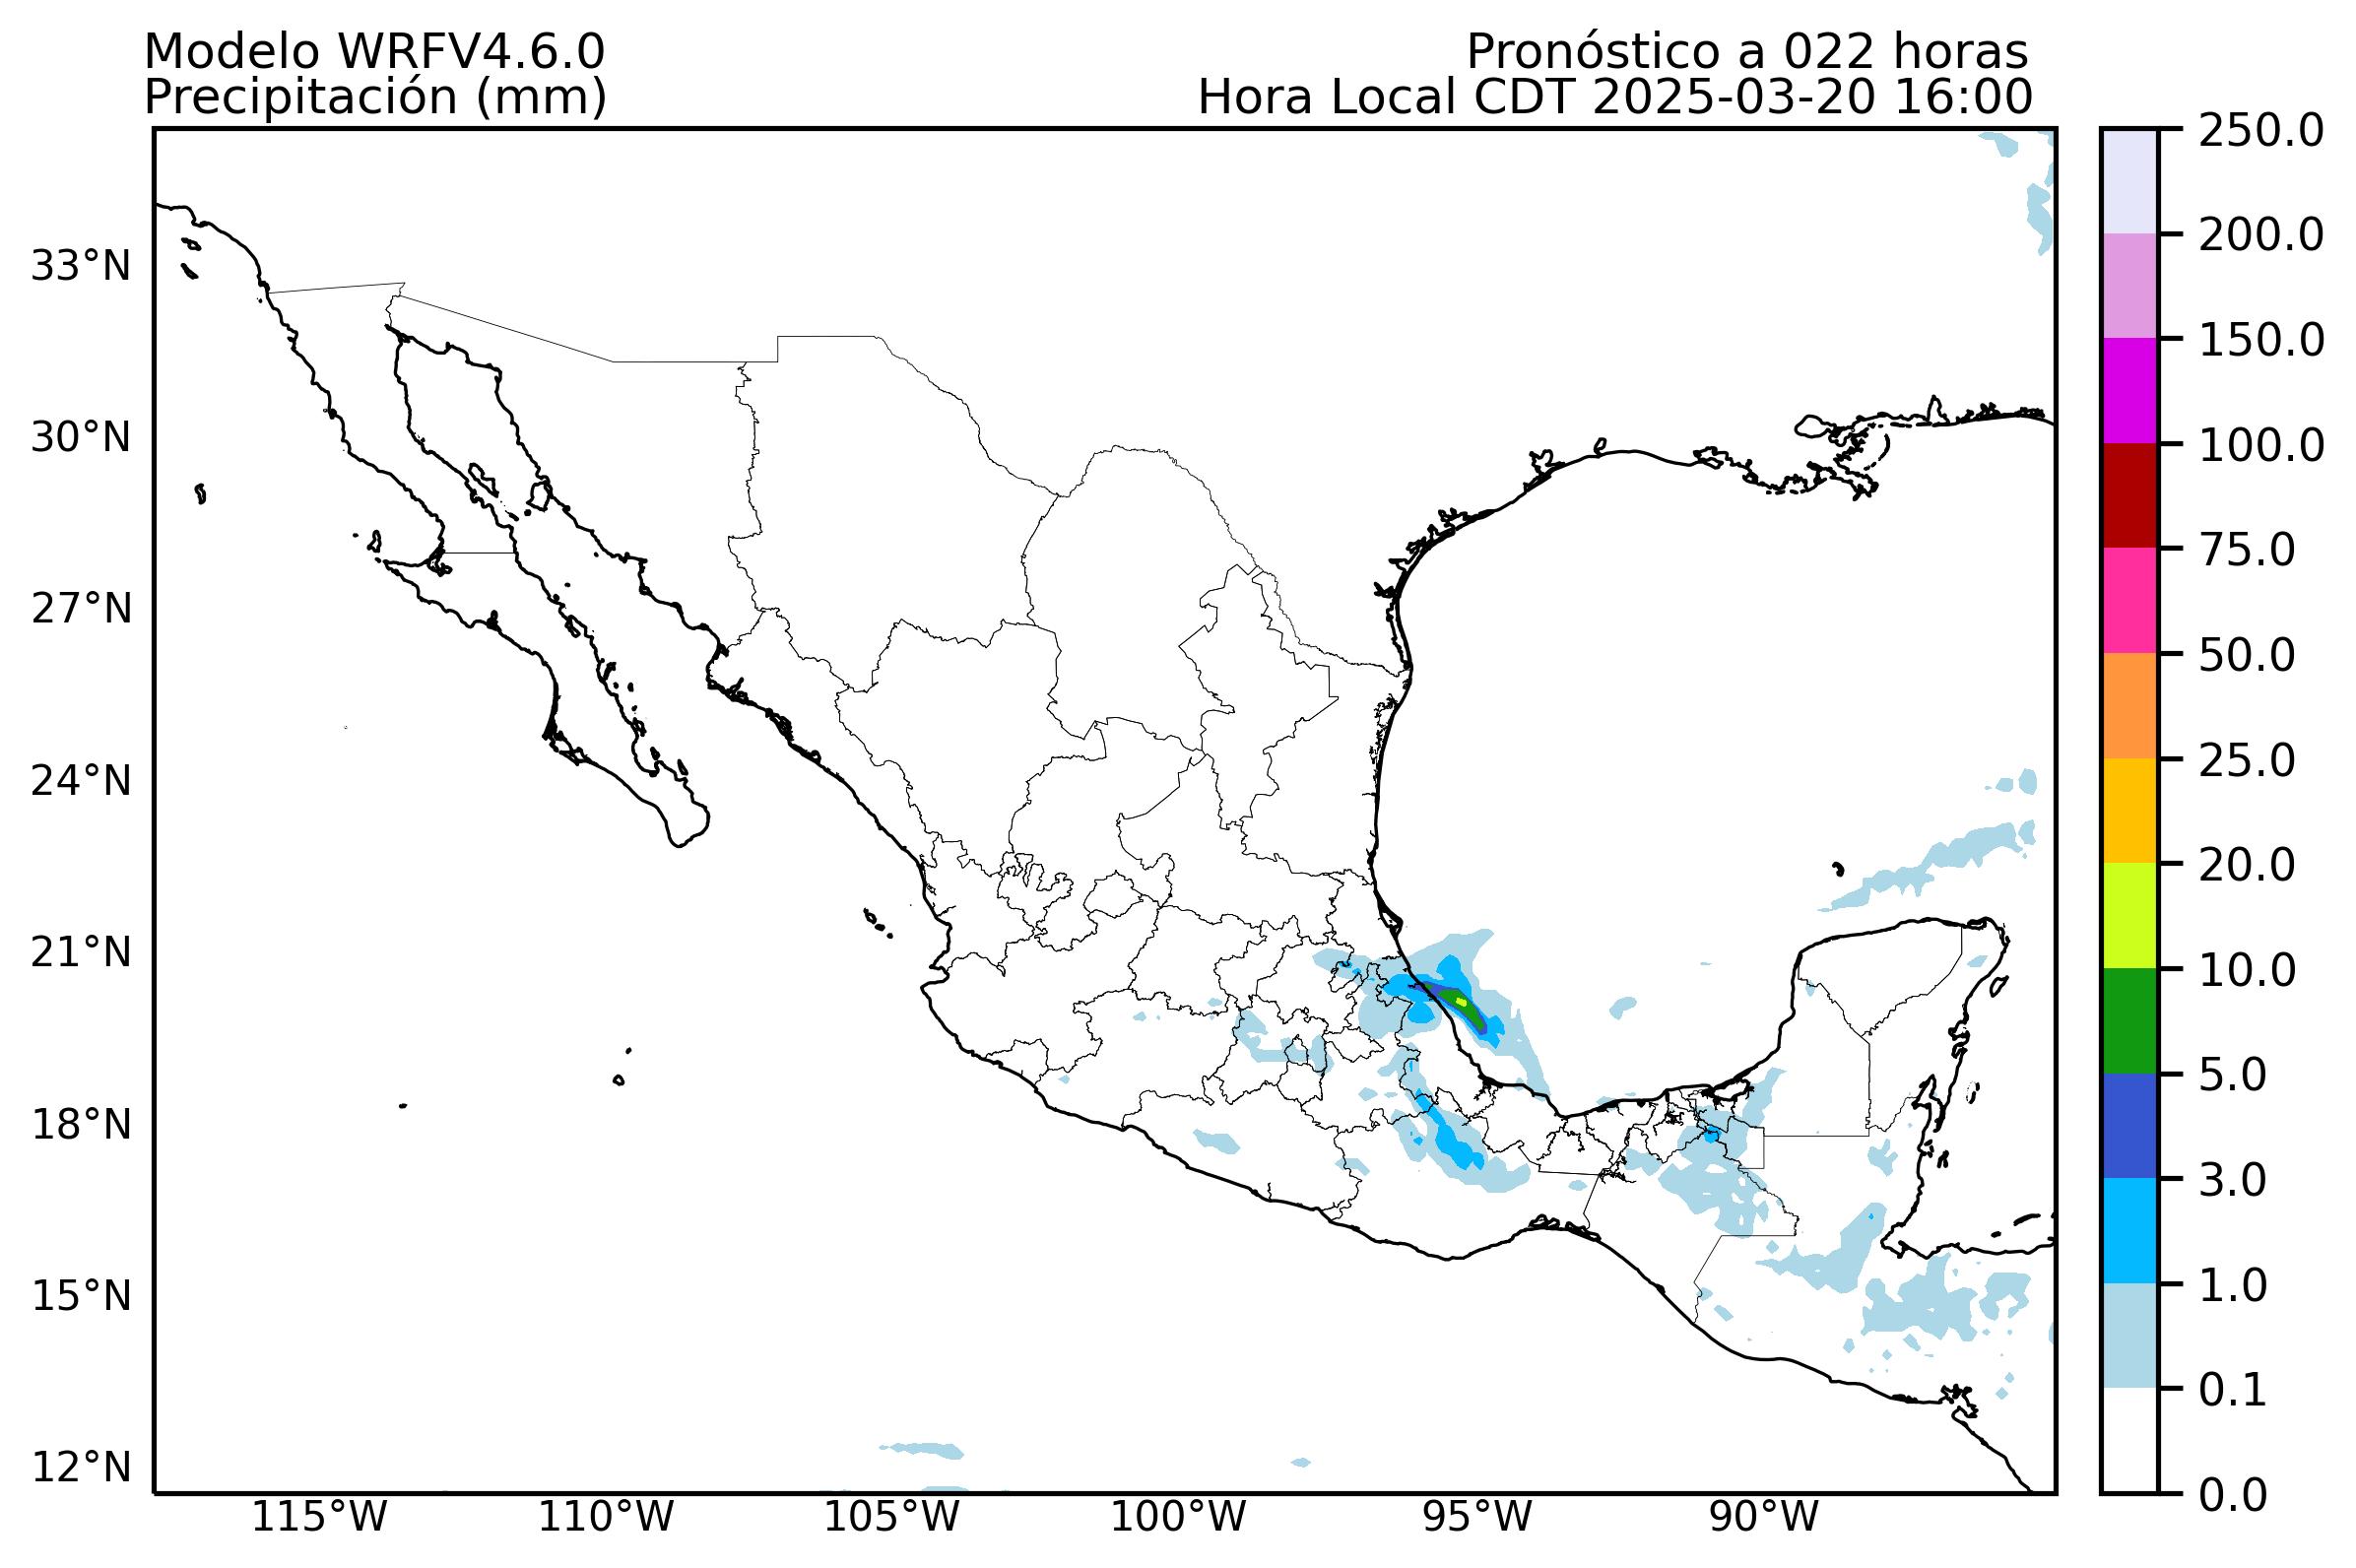 Modelo WRFV4.6.0
Precipitación (mm)
Pronóstico a 022 horas
Hora Local CDT 2025-03-20 16:00
33°N
30°N
27°N
24°N
21°N
18°N
15°N
12°N
115°W
110°W
105°W
100°W
95°W
90°W
250.0
200.0
150.0
100.0
75.0
50.0
25.0
20.0
10.0
5.0
3.0
1.0
0.1
0.0